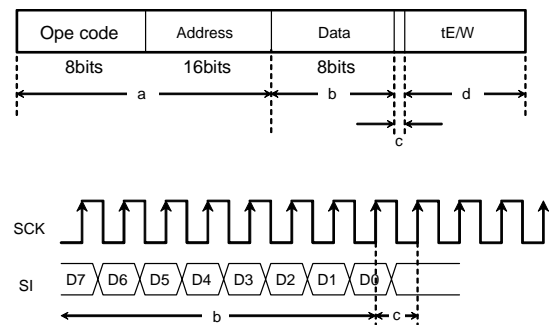 Ope code Address Data tE/W
8bits 16bits 8bits
a b d
c
SCK
SI D7 D6 D5 D4 D3 D2 D1 D0
b c